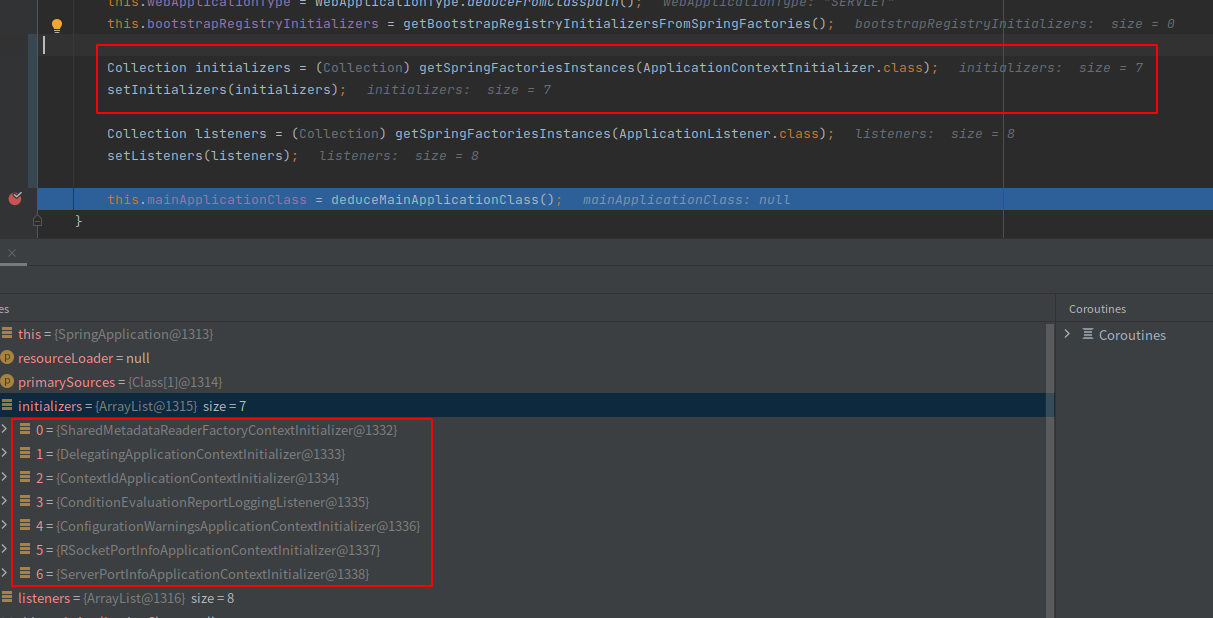 this.webApplicationType = WebApplicationType.deduceFromClasspath(); webApplicationType: "SERVLET"
this.bootstrapRegistryInitializers = getBootstrapRegistryInitializersFromSpringFactories(); bootstrapRegistryInitializers: size = 0
Collection initializers = (Collection) getSpringFactoriesInstances(ApplicationContextInitializer.class); initializers: size = 7
setInitializers(initializers); initializers: size = 7
Collection listeners = (Collection) getSpringFactoriesInstances(ApplicationListener.class); listeners: size = 8
setListeners(listeners); listeners: size = 8
this.mainApplicationClass = deduceMainApplicationClass(); mainApplicationClass: null
}
es
Coroutines
this = {SpringApplication@1313}
Coroutines
resourceLoader = null
primarySources = {Class[1]@1314}
initializers = {ArrayList@1315} size = 7
0 = {SharedMetadataReaderFactoryContextInitializer@1332}
1 = {DelegatingApplicationContextInitializer@1333}
2 = {ContextIdApplicationContextInitializer@1334}
3 = {ConditionEvaluationReportLoggingListener@1335}
4 = {ConfigurationWarningsApplicationContextInitializer@1336}
5 = {RSocketPortInfoApplicationContextInitializer@1337}
6 = {ServerPortInfoApplicationContextInitializer@1338}
listeners = {ArrayList@1316} size = 8